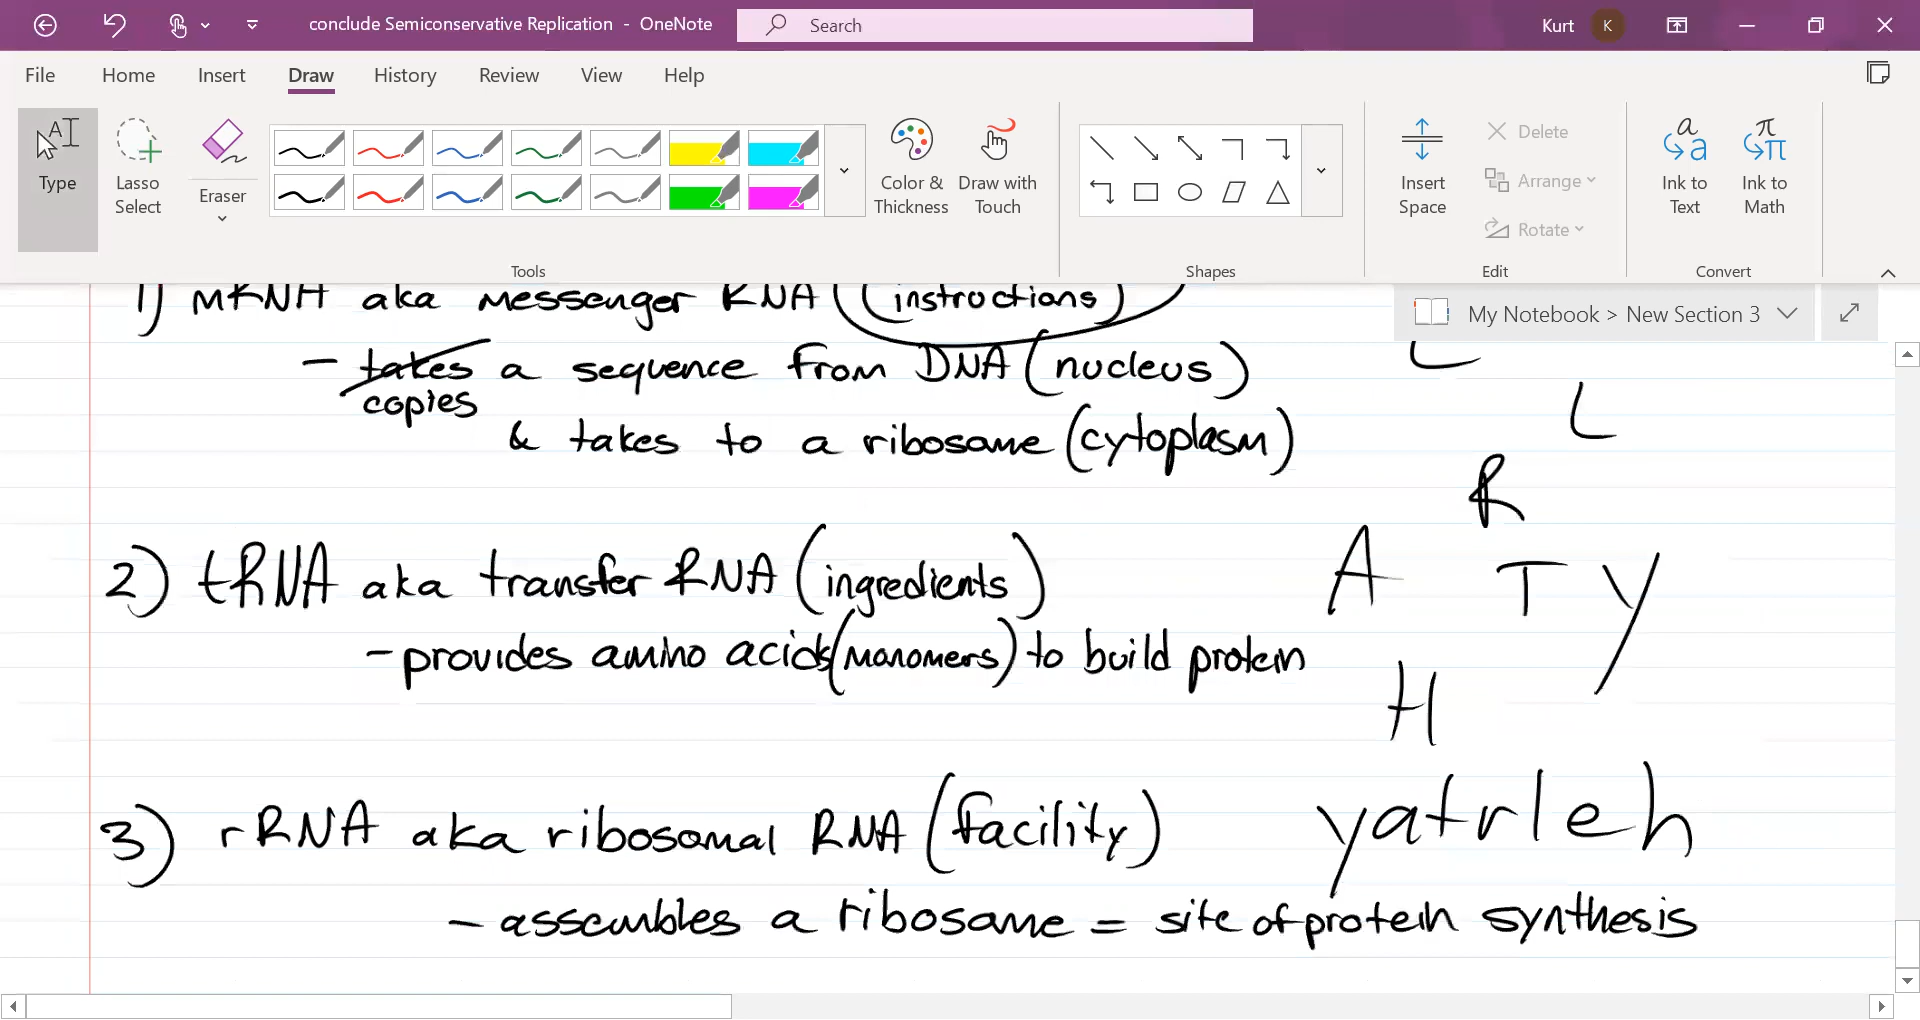 conclude Semiconservative Replication - OneNote
Search
Kurt K
File Home Insert Draw History Review View Help
Type
Lasso Select
Eraser
Color & Thickness
Draw with Touch
Insert Space
Delete
Arrange
Rotate
Ink to Text
Ink to Math
Tools Shapes Edit Convert
My Notebook > New Section 3
1) mRNA aka messenger RNA (instructions)
- takes a sequence from DNA (nucleus)
copies
& takes to a ribosome (cytoplasm)
L
L
R
A T Y
H
2) tRNA aka transfer RNA (ingredients)
- provides amino acids (monomers) to build protein
yatrleh
3) rRNA aka ribosomal RNA (facility)
- assembles a ribosome = site of protein synthesis